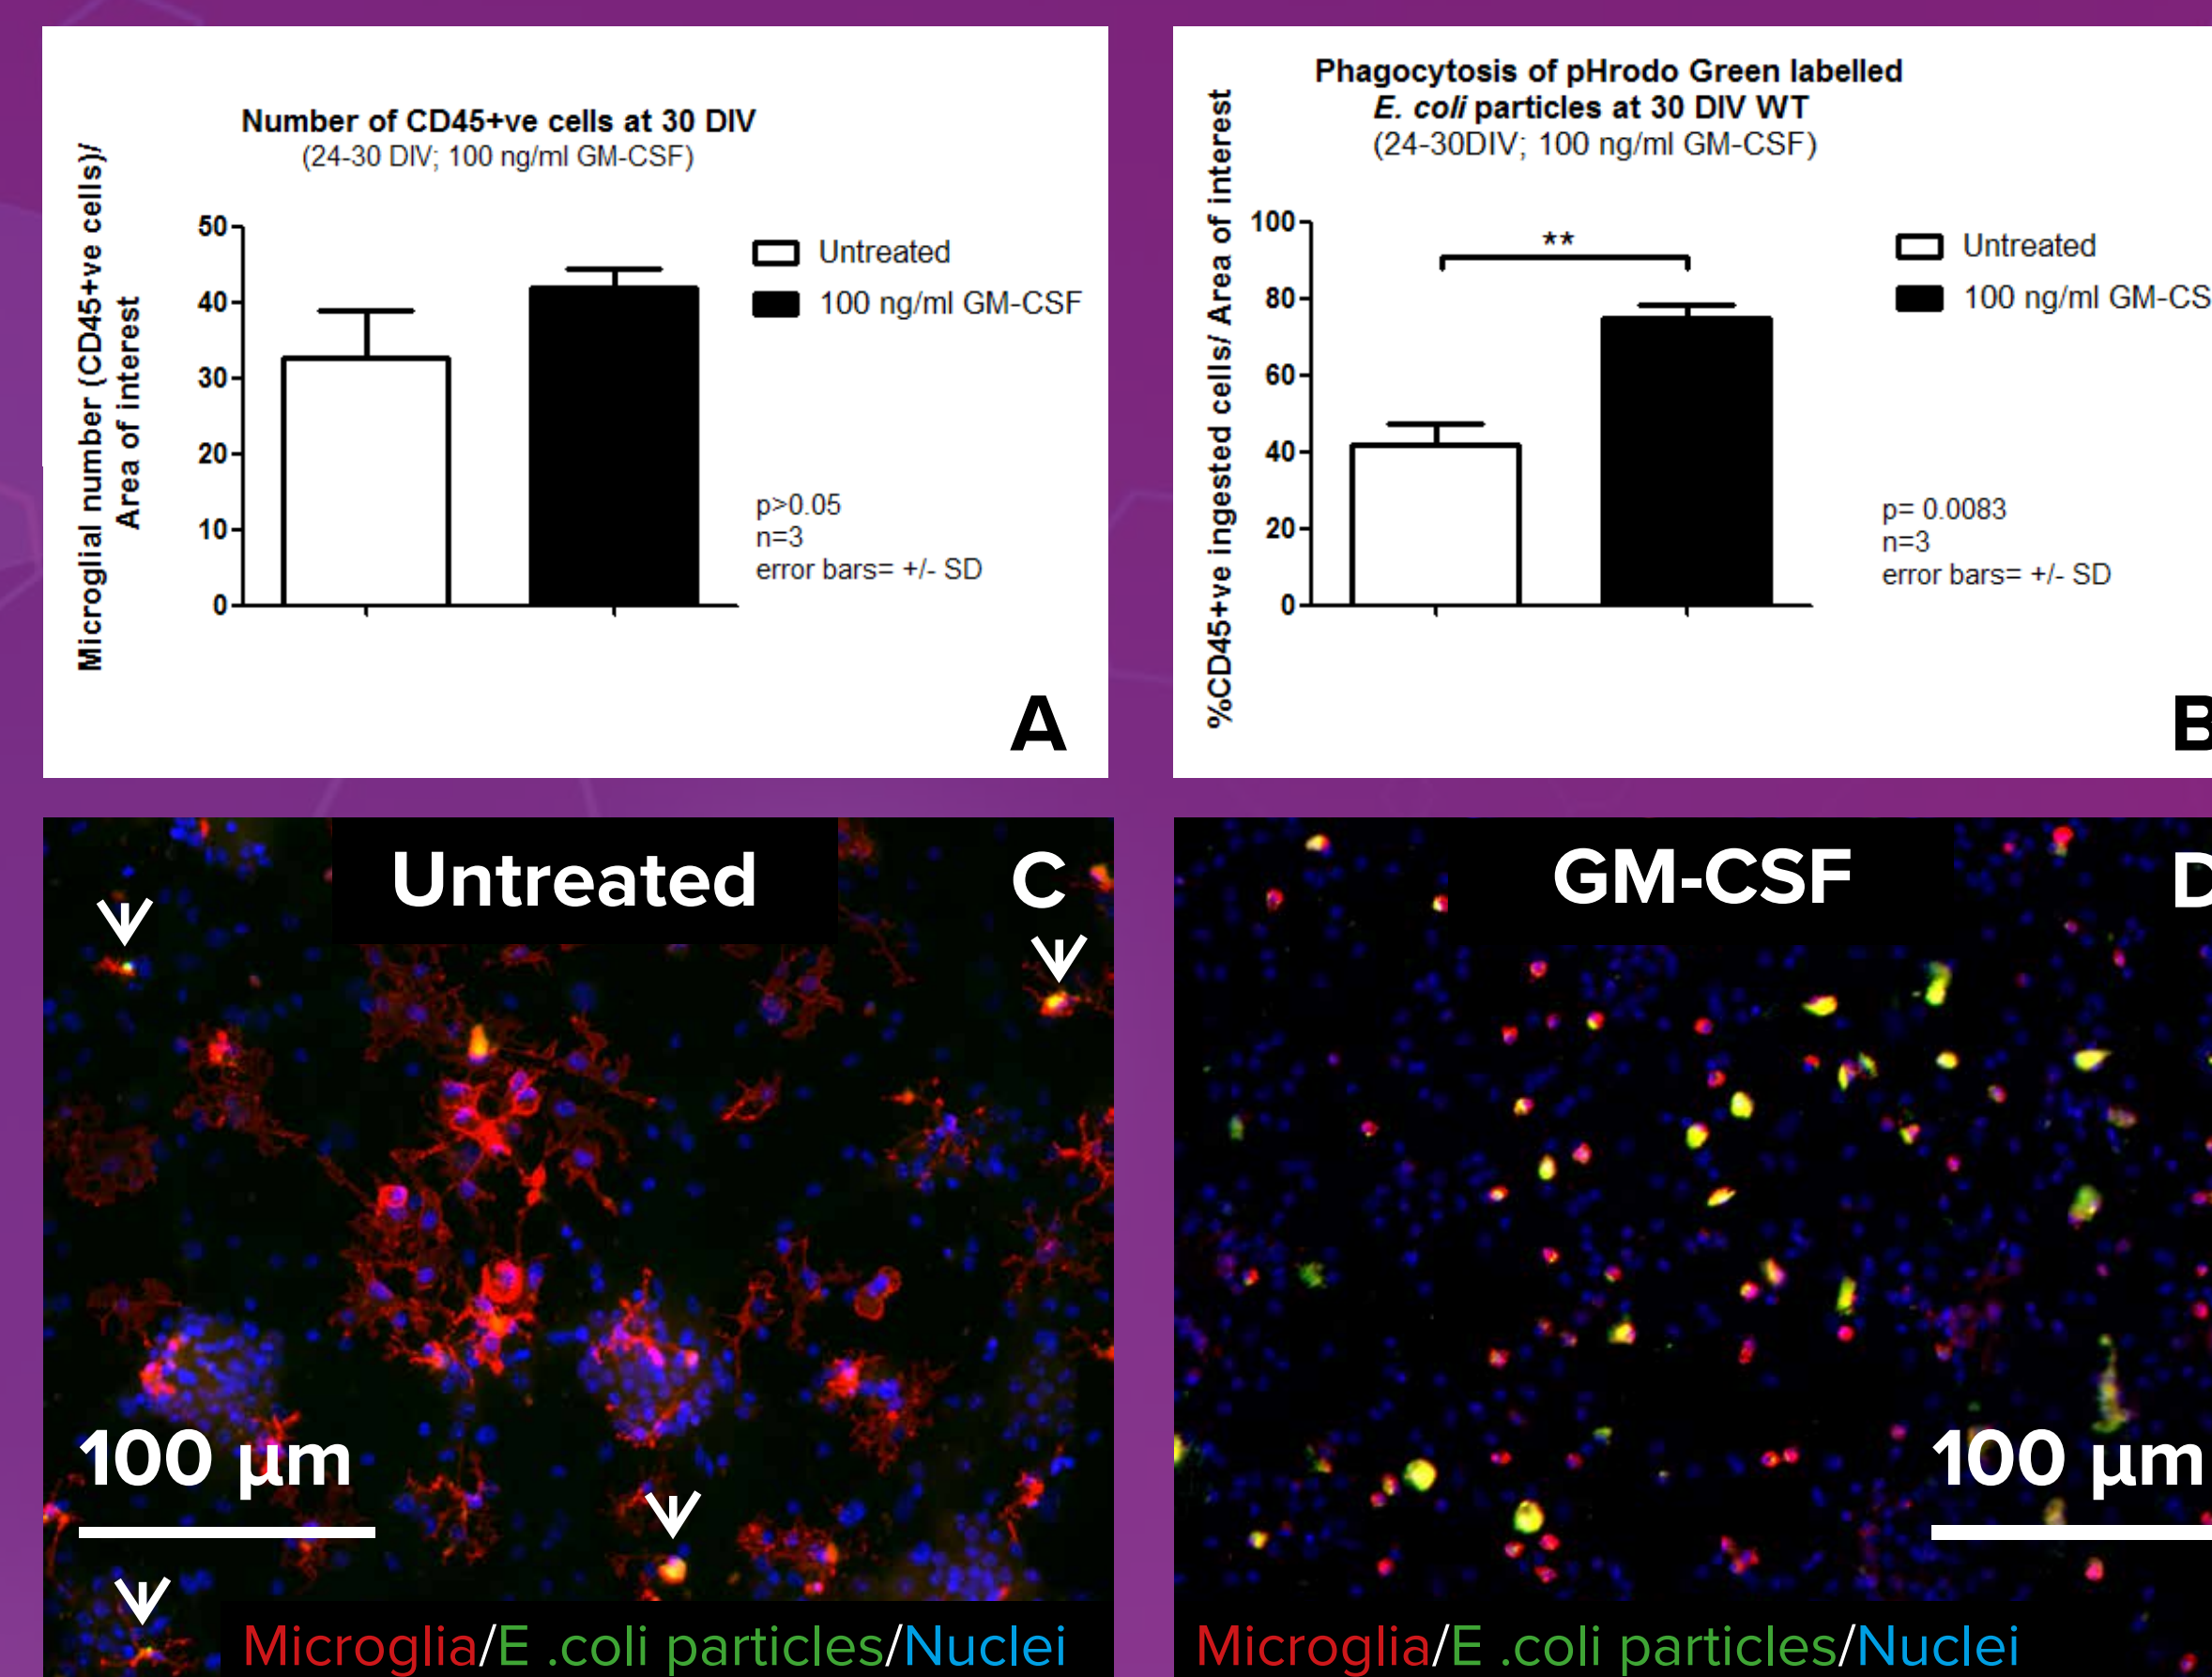 Number of CD45+ve cells at 30 DIV
(24-30 DIV; 100 ng/ml GM-CSF)
Microglial number (CD45+ve cells)/
Area of interest
50
40
30
20
10
0
Untreated
100 ng/ml GM-CSF
p>0.05
n=3
error bars= +/- SD
A
Phagocytosis of pHrodo Green labelled
E. coli particles at 30 DIV WT
(24-30DIV; 100 ng/ml GM-CSF)
%CD45+ve ingested cells/ Area of interest
100
80
60
40
20
0
**
Untreated
100 ng/ml GM-CS
p= 0.0083
n=3
error bars= +/- SD
B
Untreated
C
100 µm
Microglia/E .coli particles/Nuclei
GM-CSF
D
100 µm
Microglia/E .coli particles/Nuclei